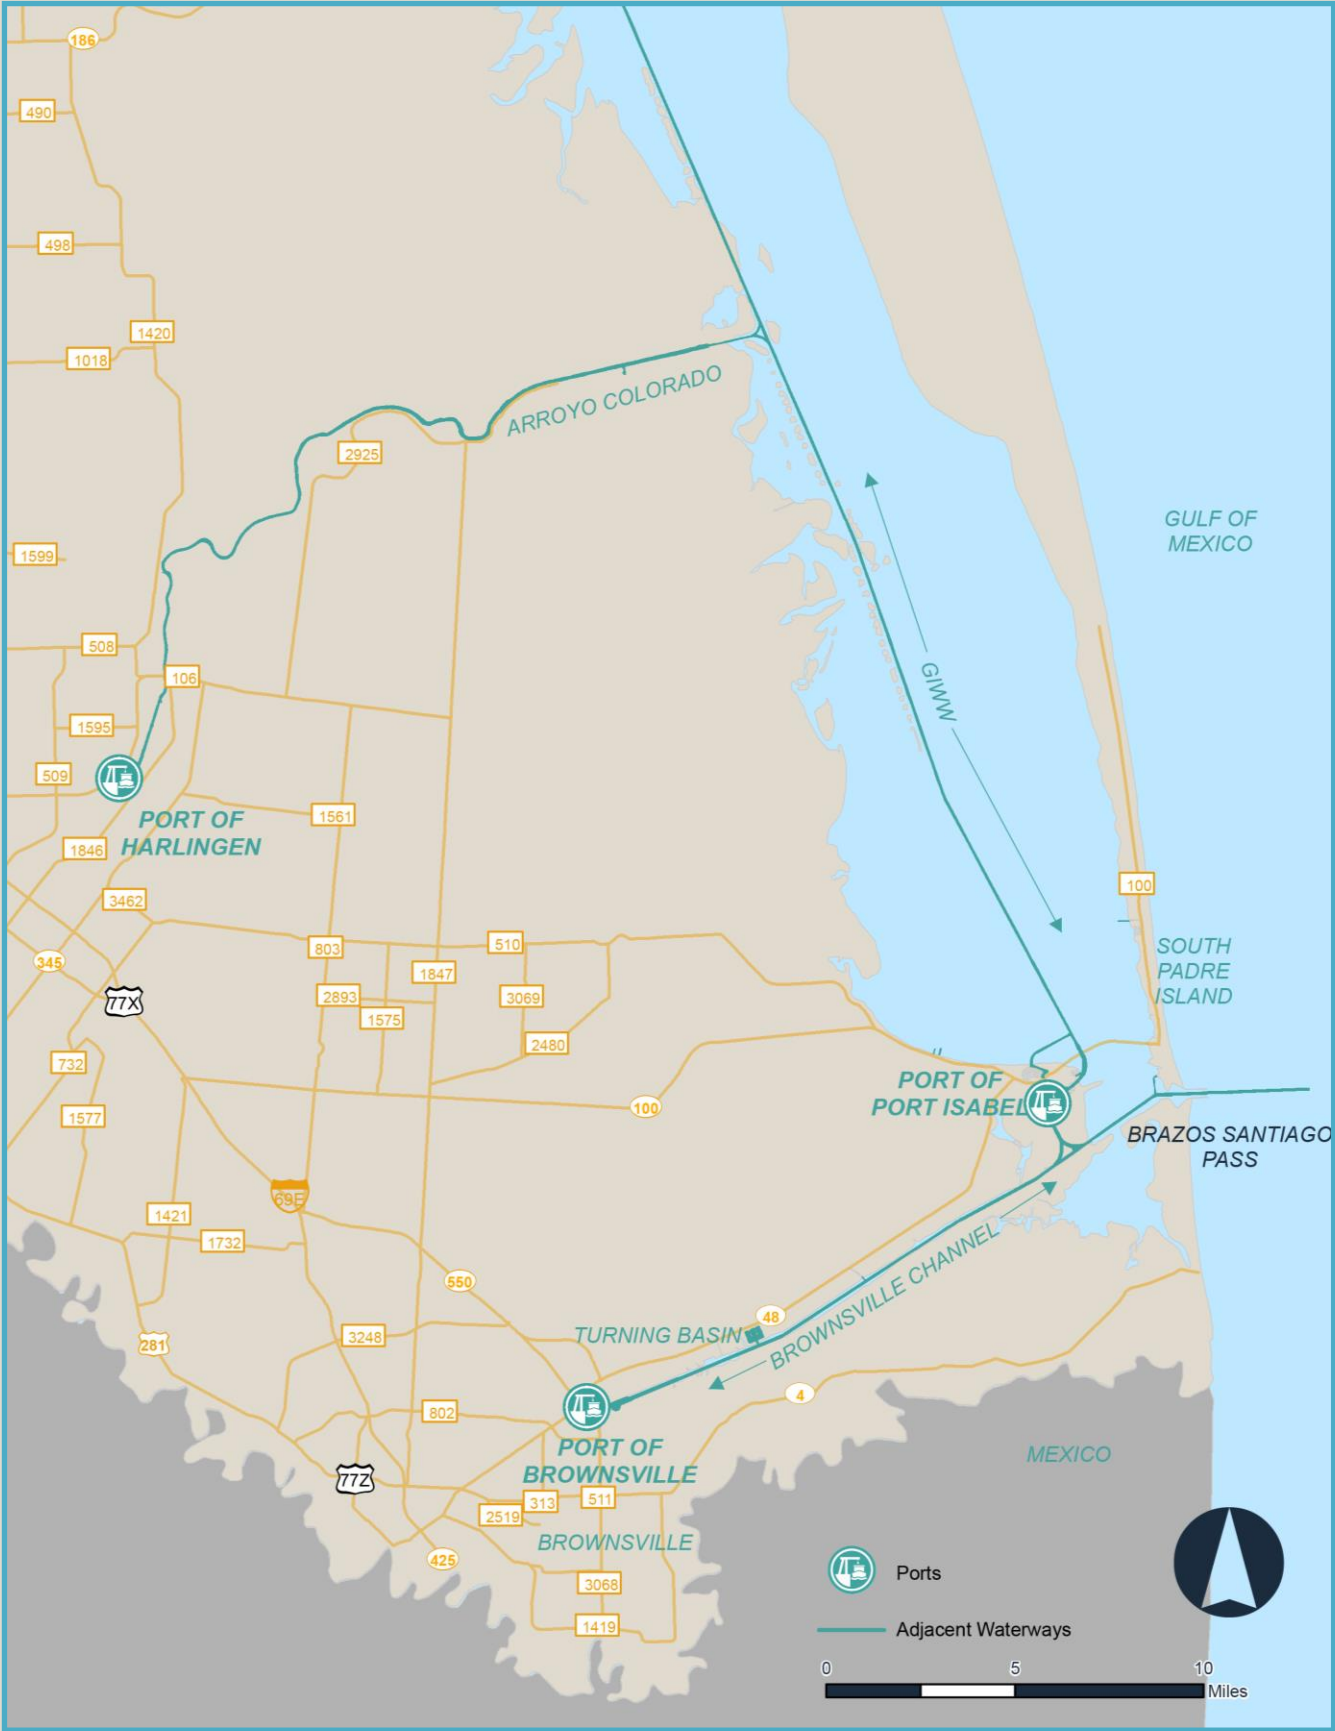 186
490
498
1420
1018
ARROYO COLORADO
2925
GULF OF
MEXICO
1599
508
106
GIWW
1595
509
PORT OF
HARLINGEN
1561
1846
100
3462
803
510
345
SOUTH
PADRE
ISLAND
1847
77X
2893
3069
1575
2480
732
PORT OF
PORT ISABEL
1577
100
BRAZOS SANTIAGO
PASS
69E
1421
1732
BROWNSVILLE CHANNEL
550
48
TURNING BASIN
3248
281
4
802
PORT OF
BROWNSVILLE
MEXICO
77Z
313
511
2519
BROWNSVILLE
425
Ports
3068
1419
Adjacent Waterways
0 5 10
Miles